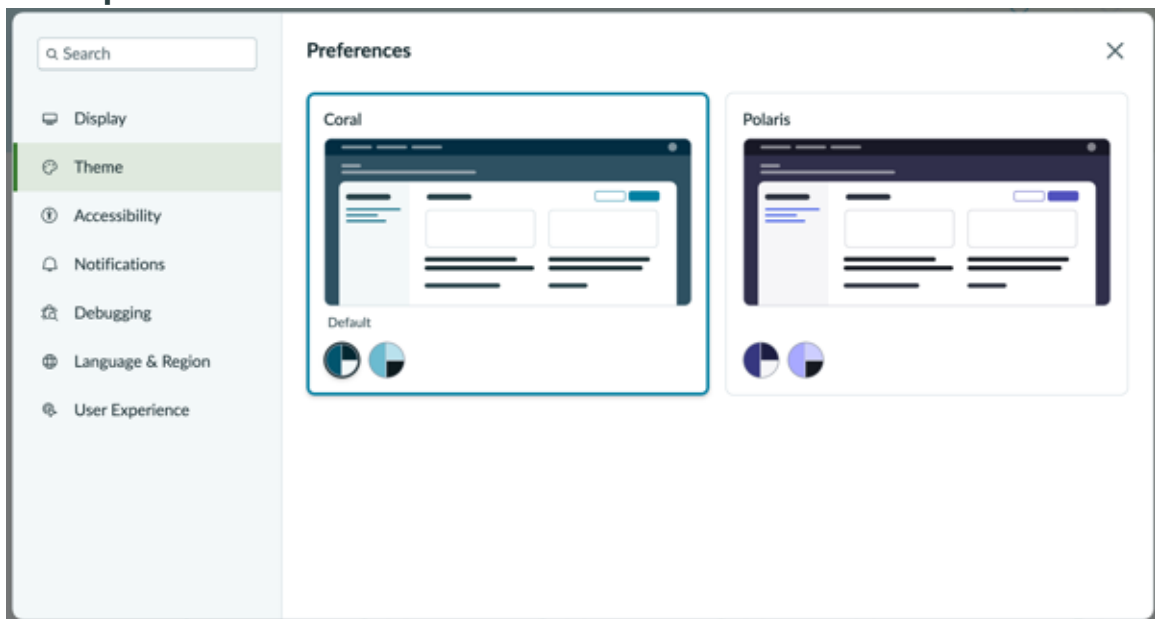 Search
Preferences
Display
Theme
Accessibility
Notifications
Debugging
Language & Region
User Experience
Coral
Default
Polaris